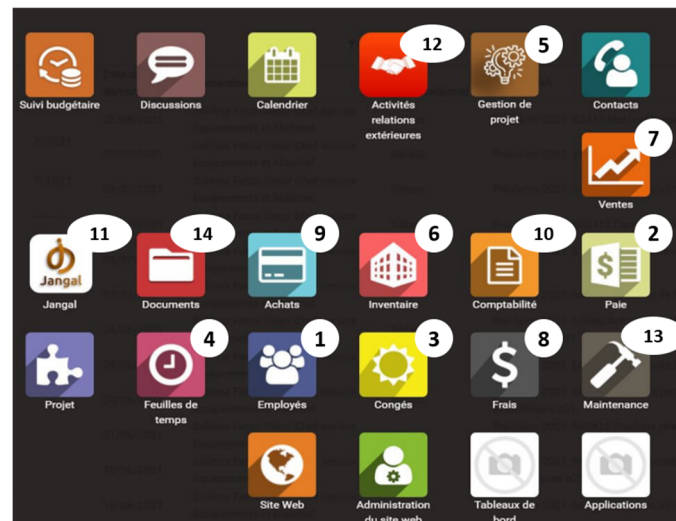 12
5
Suivi budgétaire
Discussions
Calendrier
Activités
relations
extérieures
Gestion de
projet
Contacts
7
Ventes
11
14
9
6
10
2
Jangal
Jangal
Documents
Achats
Inventaire
Comptabilité
Paie
4
1
3
8
13
Projet
Feuilles de
temps
Employés
Congés
Frais
Maintenance
Site Web
Administration
du site web
Tableaux de
bord
Applications